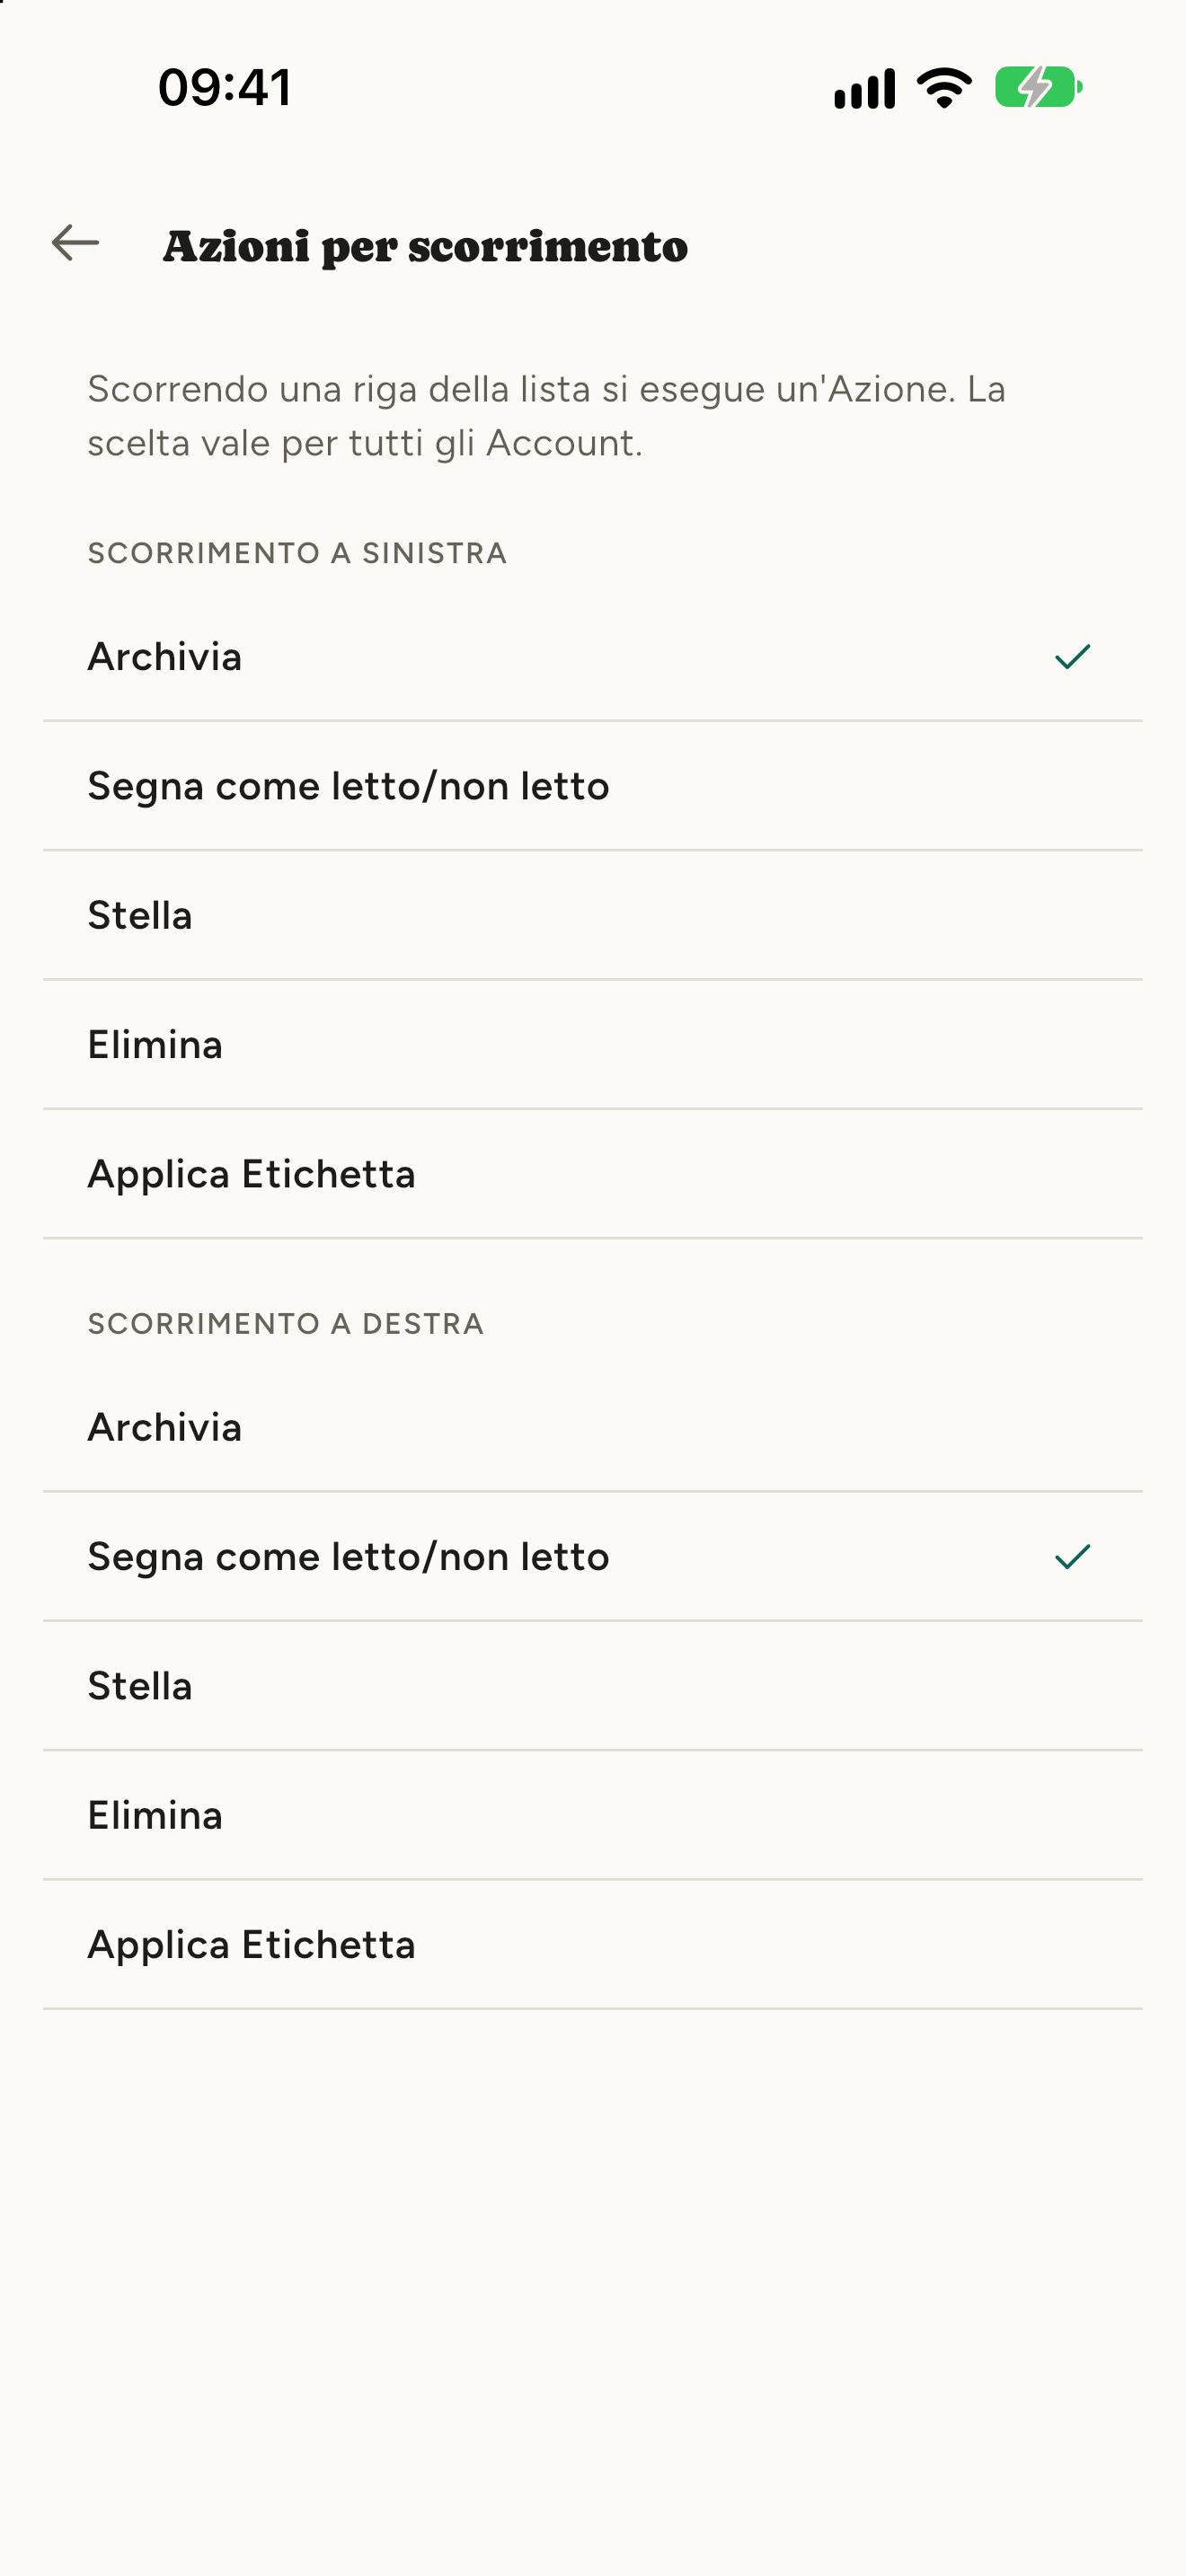 09:41
Azioni per scorrimento
Scorrendo una riga della lista si esegue un'Azione. La
scelta vale per tutti gli Account.
SCORRIMENTO A SINISTRA
Archivia
Segna come letto/non letto
Stella
Elimina
Applica Etichetta
SCORRIMENTO A DESTRA
Archivia
Segna come letto/non letto
Stella
Elimina
Applica Etichetta